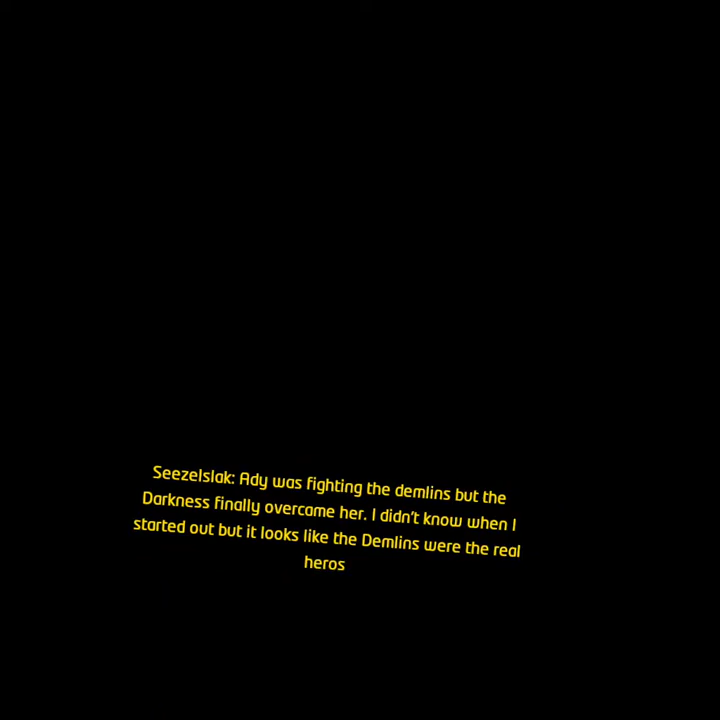 Seezelslak: Ady was fighting the demlins but the
Darkness finally overcame her. I didn't know when I
started out but it looks like the Demlins were the real
heros